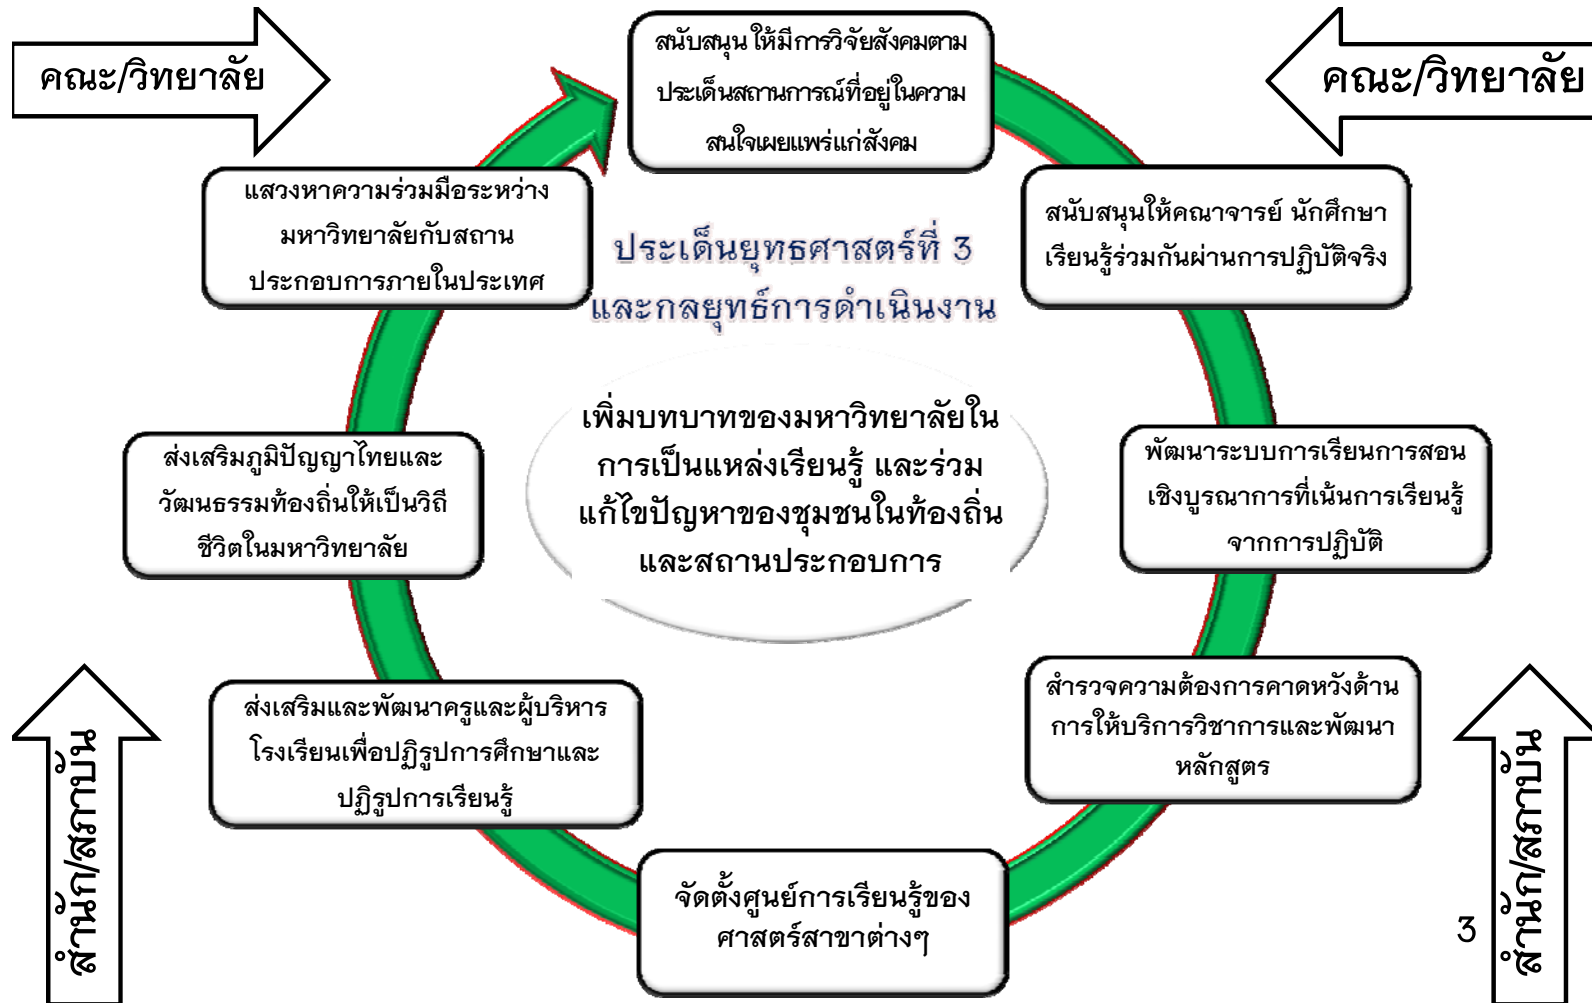 คณะ/วิทยาลัย
สนับสนุน ให้มีการวิจัยสังคมตาม
ประเด็นสถานการณ์ที่อยู่ในความ
สนใจเผยแพร่แก่สังคม
คณะ/วิทยาลัย
แสวงหาความร่วมมือระหว่าง
มหาวิทยาลัยกับสถาน
ประกอบการภายในประเทศ
สนับสนุนให้คณาจารย์ นักศึกษา
เรียนรู้ร่วมกันผ่านการปฏิบัติจริง
ประเด็นยุทธศาสตร์ที่ 3
และกลยุทธ์การดำเนินงาน
เพิ่มบทบาทของมหาวิทยาลัยใน
การเป็นแหล่งเรียนรู้ และร่วม
แก้ไขปัญหาของชุมชนในท้องถิ่น
และสถานประกอบการ
ส่งเสริมภูมิปัญญาไทยและ
วัฒนธรรมท้องถิ่นให้เป็นวิถี
ชีวิตในมหาวิทยาลัย
พัฒนาระบบการเรียนการสอน
เชิงบูรณาการที่เน้นการเรียนรู้
จากการปฏิบัติ
ส่งเสริมและพัฒนาครูและผู้บริหาร
โรงเรียนเพื่อปฏิรูปการศึกษาและ
ปฏิรูปการเรียนรู้
สำรวจความต้องการคาดหวังด้าน
การให้บริการวิชาการและพัฒนา
หลักสูตร
จัดตั้งศูนย์การเรียนรู้ของ
ศาสตร์สาขาต่างๆ
สำนัก/สภาบัน
สำนัก/สภาบัน
3